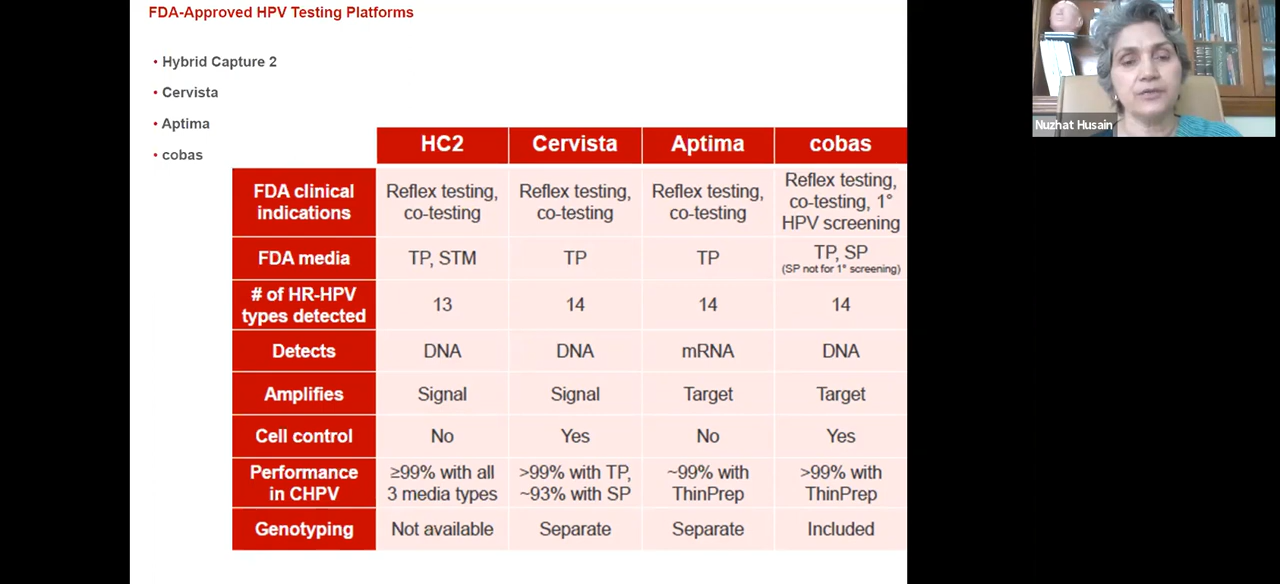 FDA-Approved HPV Testing Platforms
• Hybrid Capture 2
• Cervista
• Aptima
• cobas
Nuzhat Husain
HC2 Cervista Aptima cobas
FDA clinical indications Reflex testing, co-testing Reflex testing, co-testing Reflex testing, co-testing Reflex testing, co-testing, 1° HPV screening
FDA media TP, STM TP TP TP, SP (SP not for 1° screening)
# of HR-HPV types detected 13 14 14 14
Detects DNA DNA mRNA DNA
Amplifies Signal Signal Target Target
Cell control No Yes No Yes
Performance in CHPV ≥99% with all 3 media types >99% with TP, ~93% with SP ~99% with ThinPrep >99% with ThinPrep
Genotyping Not available Separate Separate Included